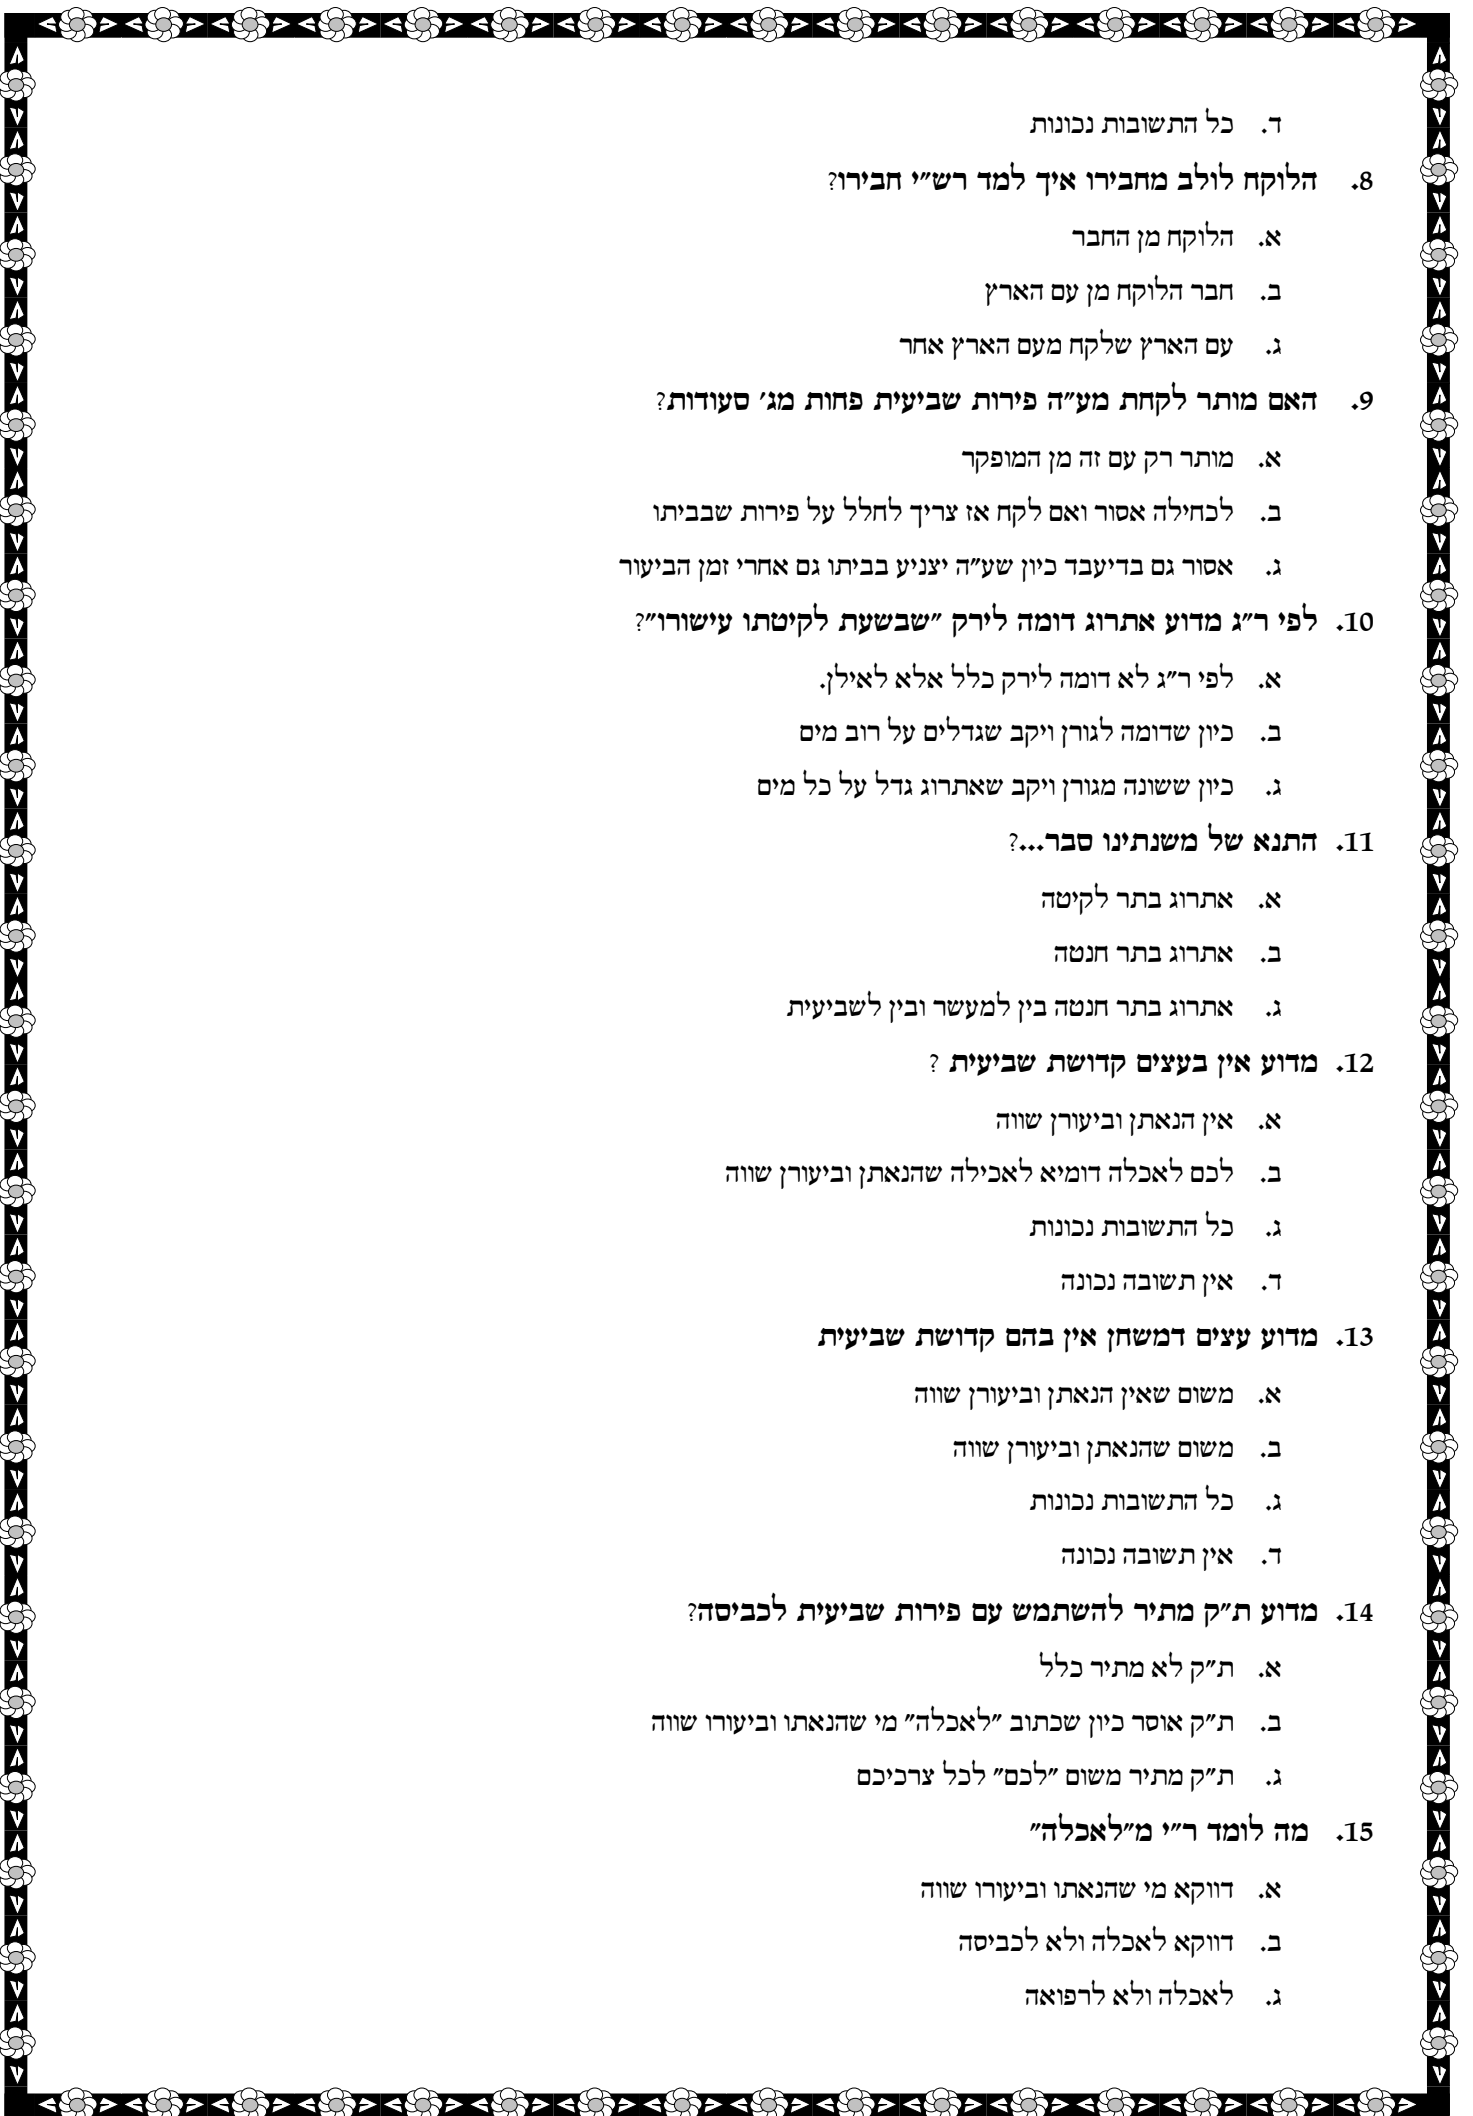 ד. כל התשובות נכונות
8. הלוקח לולב מחבירו איך למד רש״י חבירו?
א. הלוקח מן החבר
ב. חבר הלוקח מן עם הארץ
ג. עם הארץ שלקח מעם הארץ אחר
9. האם מותר לקחת מע״ה פירות שביעית פחות מג׳ סעודות?
א. מותר רק עם זה מן המופקר
ב. לכחילה אסור ואם לקח אז צריך לחלל על פירות שבביתו
ג. אסור גם בדיעבד כיון שע״ה יצניע בביתו גם אחרי זמן הביעור
10. לפי ר״ג מדוע אתרוג דומה לירק ״שבשעת לקיטתו עישורו״?
א. לפי ר״ג לא דומה לירק כלל אלא לאילן.
ב. כיון שדומה לגורן ויקב שגדלים על רוב מים
ג. כיון ששונה מגורן ויקב שאתרוג גדל על כל מים
11. התנא של משנתינו סבר...?
א. אתרוג בתר לקיטה
ב. אתרוג בתר חנטה
ג. אתרוג בתר חנטה בין למעשר ובין לשביעית
12. מדוע אין בעצים קדושת שביעית ?
א. אין הנאתן וביעורן שווה
ב. לכם לאכלה דומיא לאכילה שהנאתן וביעורן שווה
ג. כל התשובות נכונות
ד. אין תשובה נכונה
13. מדוע עצים דמשחן אין בהם קדושת שביעית
א. משום שאין הנאתן וביעורן שווה
ב. משום שהנאתן וביעורן שווה
ג. כל התשובות נכונות
ד. אין תשובה נכונה
14. מדוע ת״ק מתיר להשתמש עם פירות שביעית לכביסה?
א. ת״ק לא מתיר כלל
ב. ת״ק אוסר כיון שכתוב ״לאכלה״ מי שהנאתו וביעורו שווה
ג. ת״ק מתיר משום ״לכם״ לכל צרכיכם
15. מה לומד ר״י מ״לאכלה״
א. דווקא מי שהנאתו וביעורו שווה
ב. דווקא לאכלה ולא לכביסה
ג. לאכלה ולא לרפואה